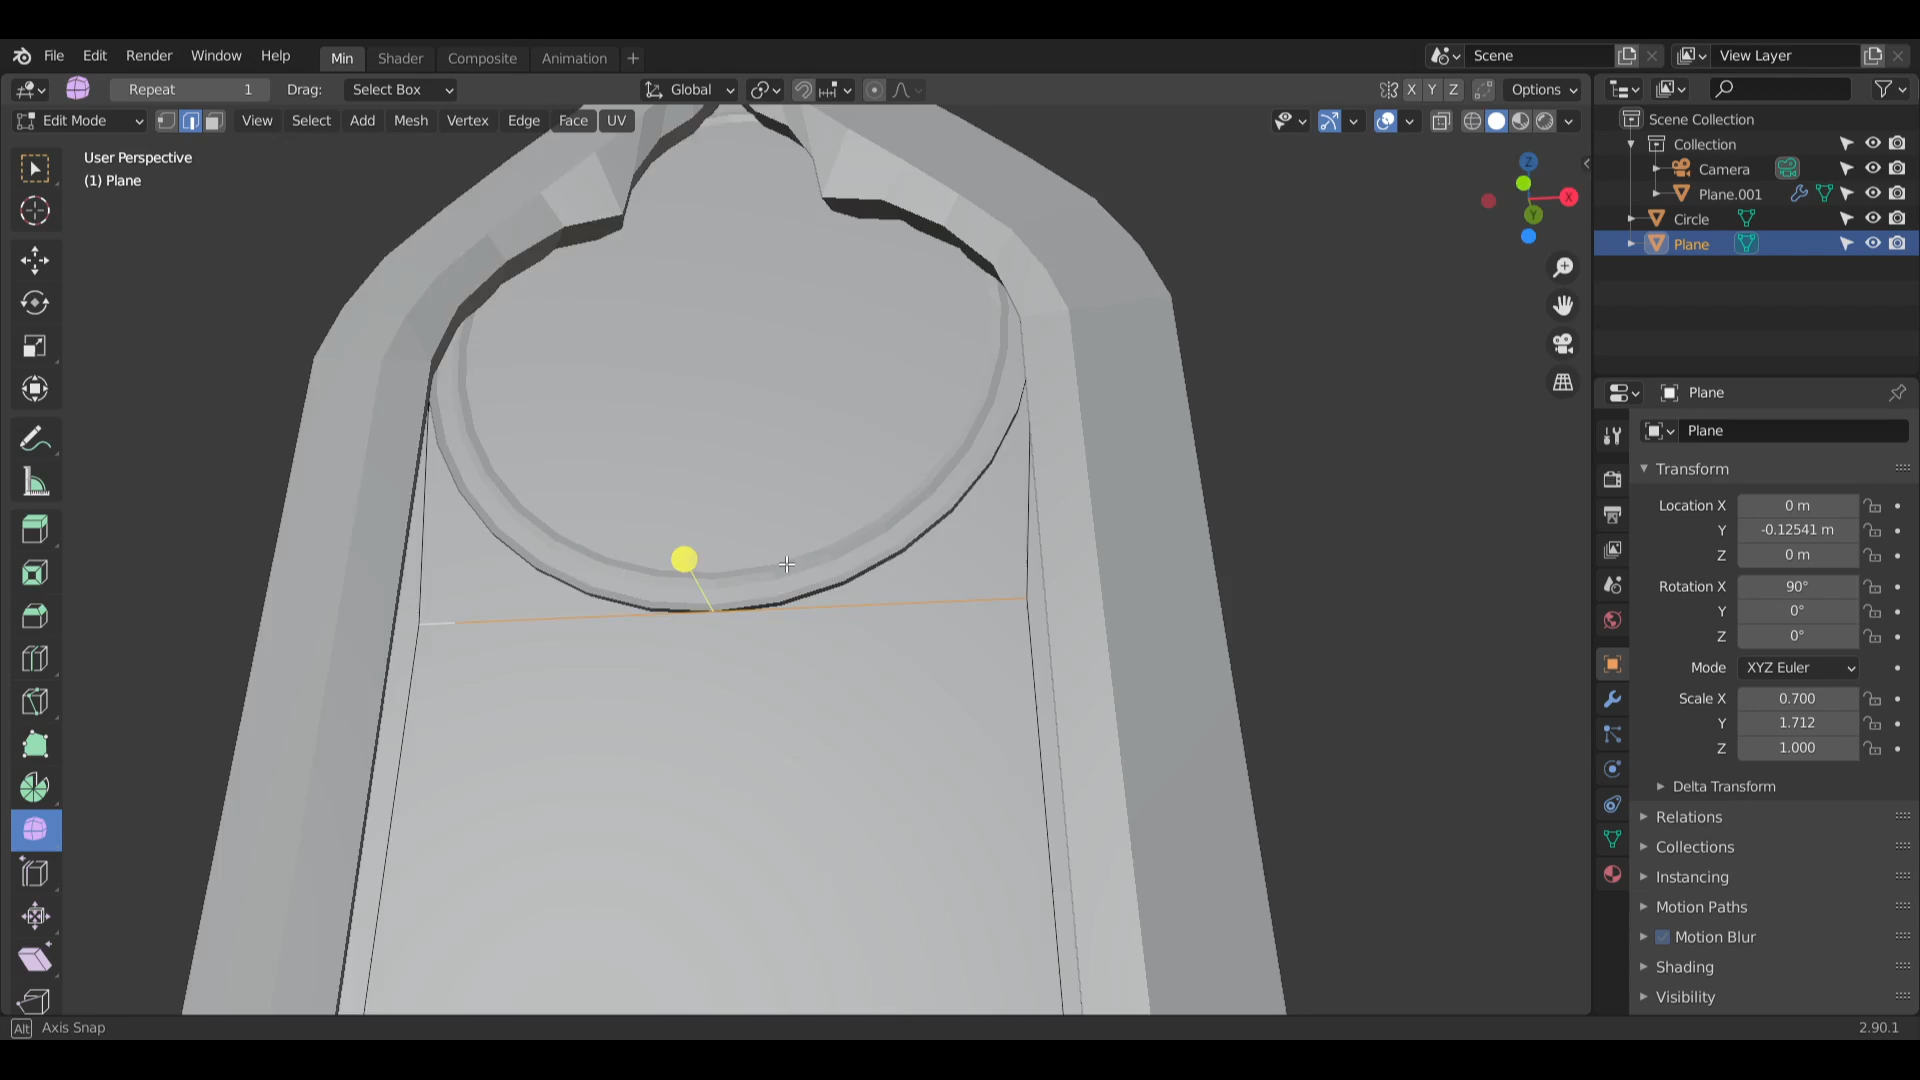 File Edit Render Window Help Min Shader Composite Animation + Scene View Layer
Repeat 1 Drag: Select Box Global X Y Z Options
Edit Mode View Select Add Mesh Vertex Edge Face UV
User Perspective
(1) Plane
Z
X
Y
Scene Collection
Collection
Camera
Plane.001
Circle
Plane
Plane
Plane
Transform
Location X 0 m
Y -0.12541 m
Z 0 m
Rotation X 90°
Y 0°
Z 0°
Mode XYZ Euler
Scale X 0.700
Y 1.712
Z 1.000
Delta Transform
Relations
Collections
Instancing
Motion Paths
Motion Blur
Shading
Visibility
Alt Axis Snap 2.90.1